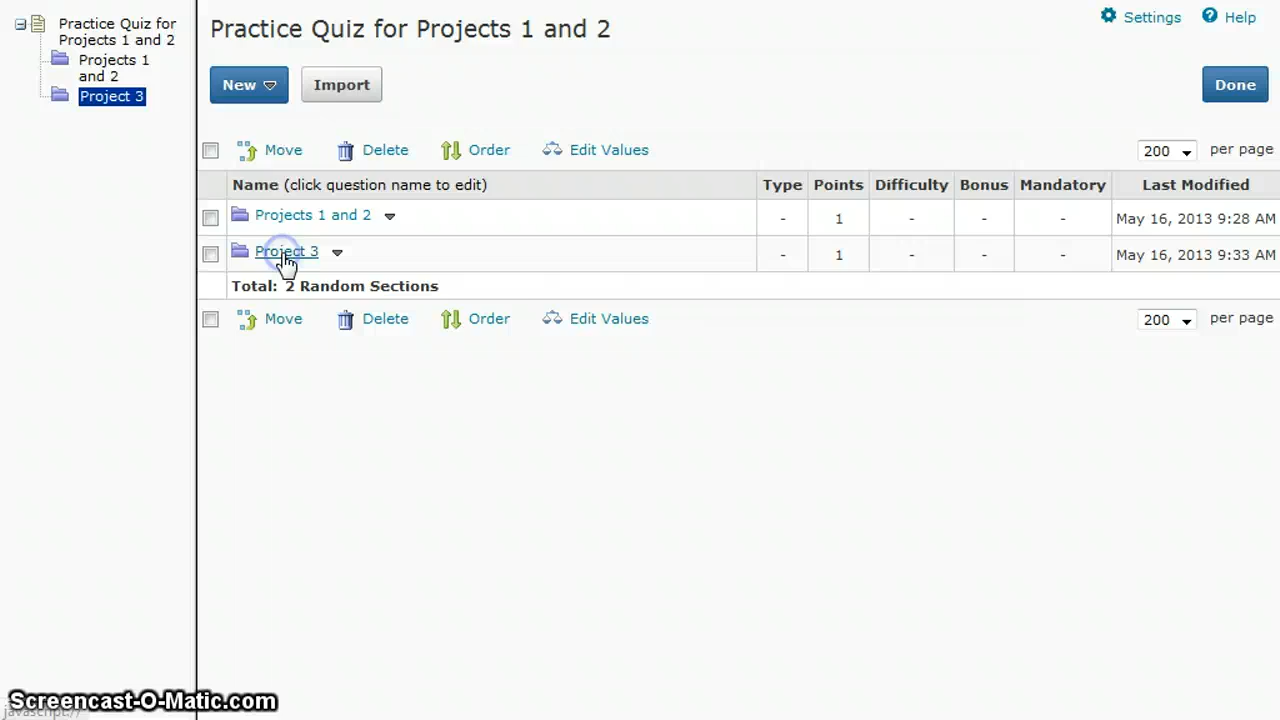 Practice Quiz for
Projects 1 and 2
Projects 1
and 2
Project 3
Practice Quiz for Projects 1 and 2
Settings
Help
New
Import
Done
Move
Delete
Order
Edit Values
200
per page
Name (click question name to edit)
Type
Points
Difficulty
Bonus
Mandatory
Last Modified
Projects 1 and 2
-
1
-
-
-
May 16, 2013 9:28 AM
Project 3
-
1
-
-
-
May 16, 2013 9:33 AM
Total: 2 Random Sections
Move
Delete
Order
Edit Values
200
per page
Screencast-O-Matic.com
javascript://